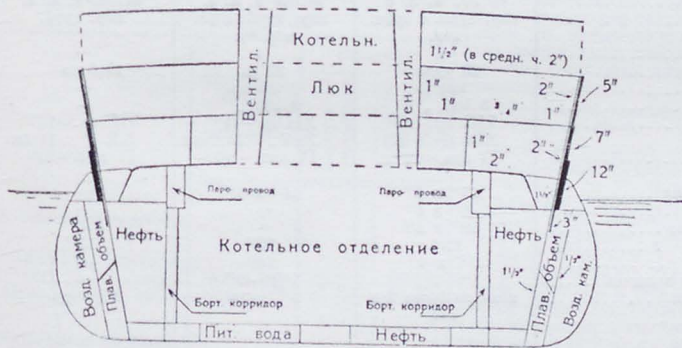 Котельн.
1½" (в средн. ч. 2")
Вентил.
Люк
Вентил.
1"
1"
1"
2"
5"
1"
2"
2"
7"
12"
Паро-провод
Паро-провод
1½"
3"
Нефть
Котельное отделение
Нефть
Возд. камера
Плав. объем
1½"
Плав. объем
1½"
Возд. кам.
Борт. корридор
Борт. корридор
Пит. вода
Нефть